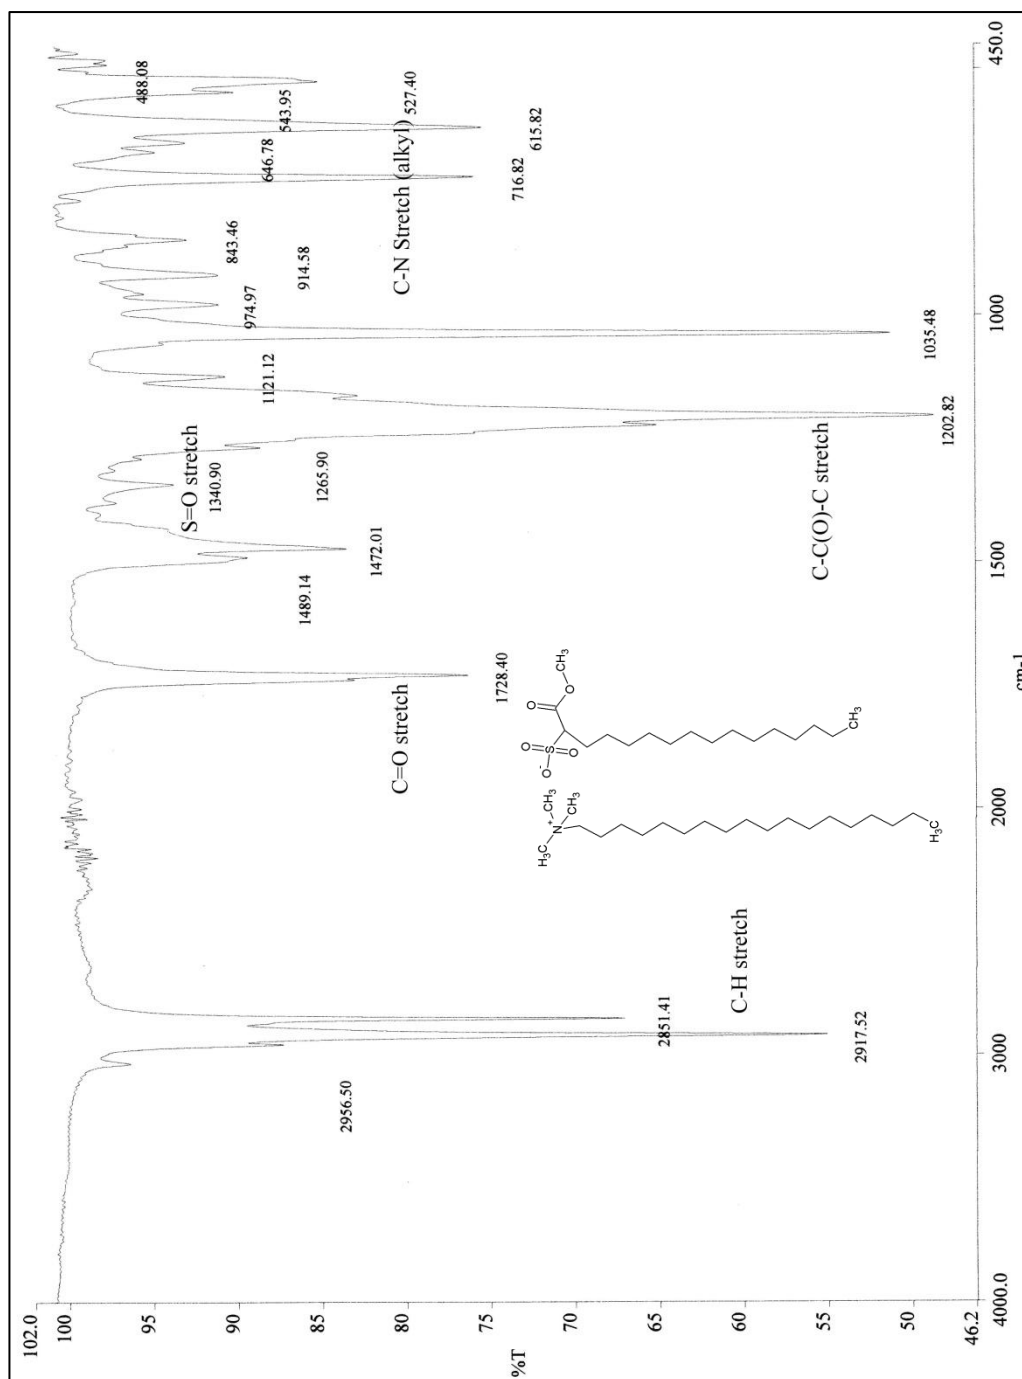 102.0
100
95
90
85
80
75
70
65
60
55
50
46.2
%T
4000.0
3000
2000
1500
1000
450.0
cm-1
2956.50
2917.52
2851.41
C-H stretch
1728.40
C=O stretch
1489.14
1472.01
1340.90
S=O stretch
1265.90
1202.82
C-C(O)-C stretch
1121.12
1035.48
974.97
914.58
843.46
716.82
646.78
615.82
543.95
527.40
488.08
C-N Stretch (alkyl)
O
O
CH3
O
S
O
O-
CH3
H3C
N+
CH3
CH3
H3C